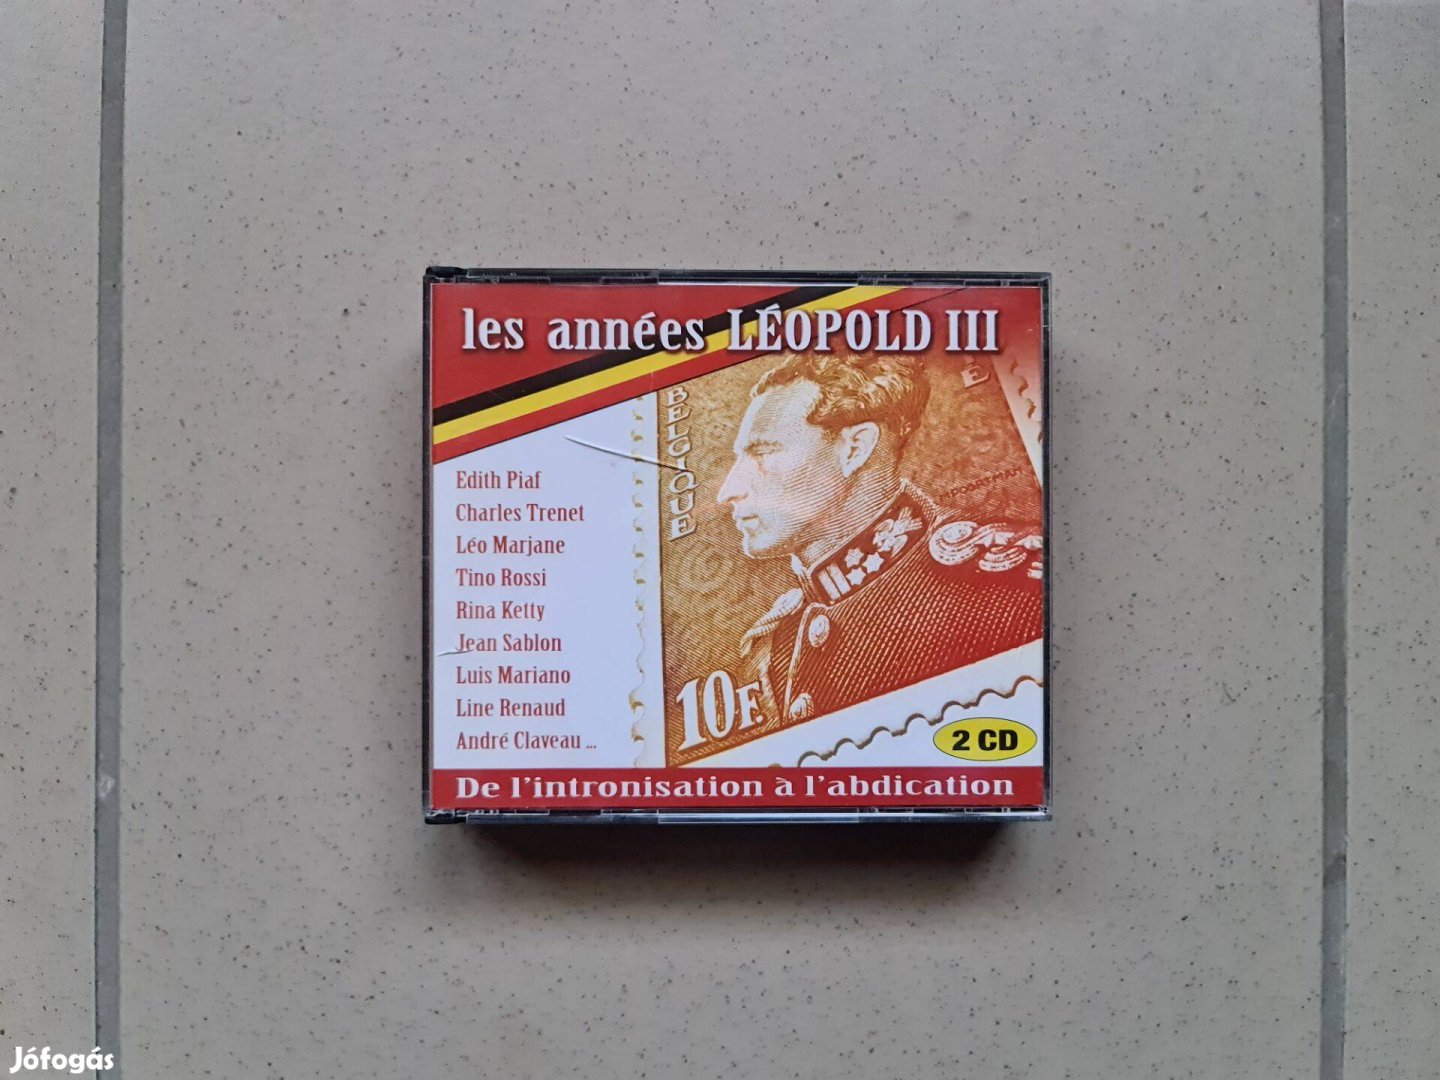 les années LÉOPOLD III
BELGIQUE
E
Edith Piaf
Charles Trenet
Léo Marjane
Tino Rossi
Rina Ketty
Jean Sablon
Luis Mariano
Line Renaud
André Claveau ...
10F.
2 CD
De l'intronisation à l'abdication
Jófogás